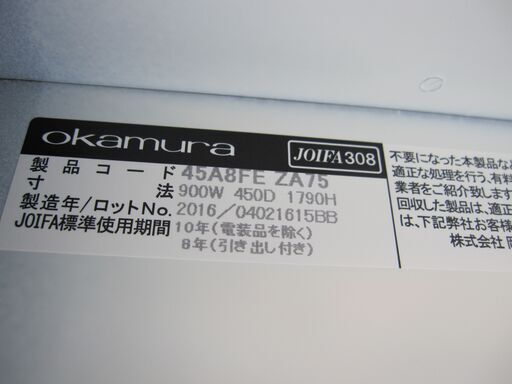 okamura
JOIFA308
製品コード 45A8FE ZA75
寸法 900W 450D 1790H
製造年/ロットNo. 2016/04021615BB
JOIFA標準使用期間 10年(電装品を除く)
8年(引き出し付き)
不要になった本製品な
適正な処理を行う、有料
業者をご紹介致します
回収した製品は、適正
は、下記弊社お客様
株式会社